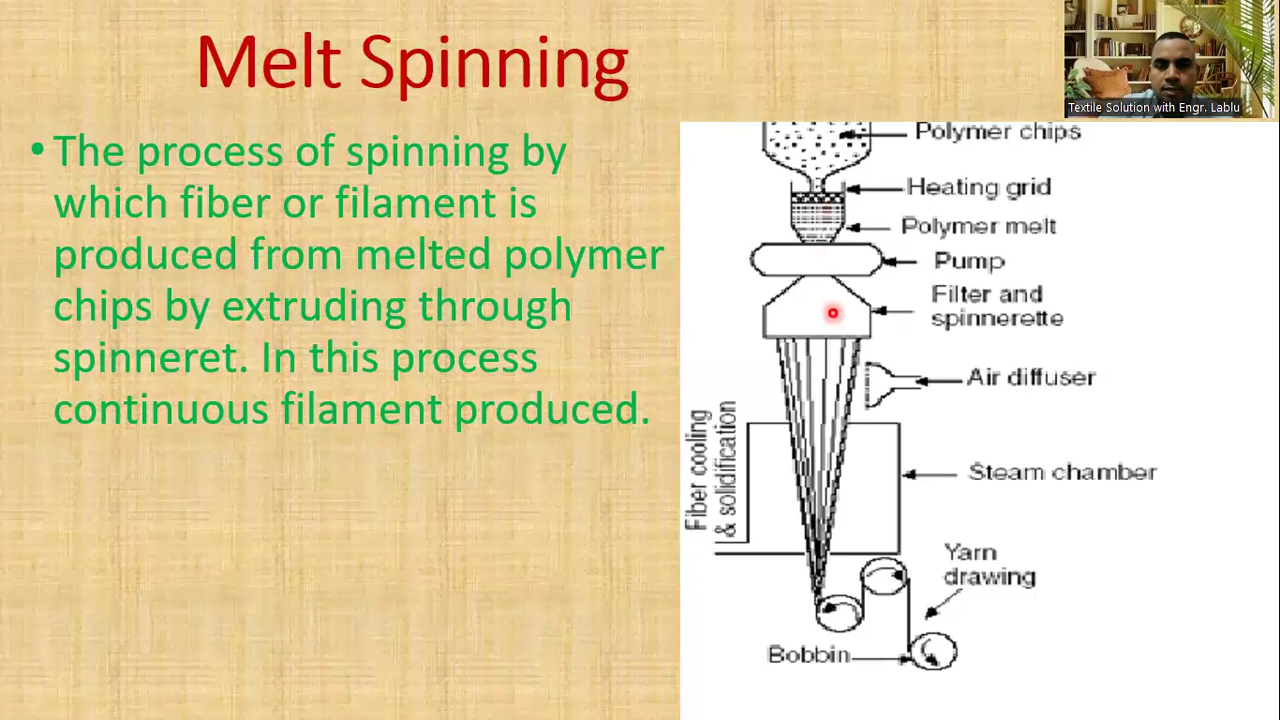 Melt Spinning
Textile Solution with Engr. Lablu
• The process of spinning by
which fiber or filament is
produced from melted polymer
chips by extruding through
spinneret. In this process
continuous filament produced.
Polymer chips
Heating grid
Polymer melt
Pump
Filter and
spinnerette
Air diffuser
Fiber cooling
& solidification
Steam chamber
Yarn
drawing
Bobbin